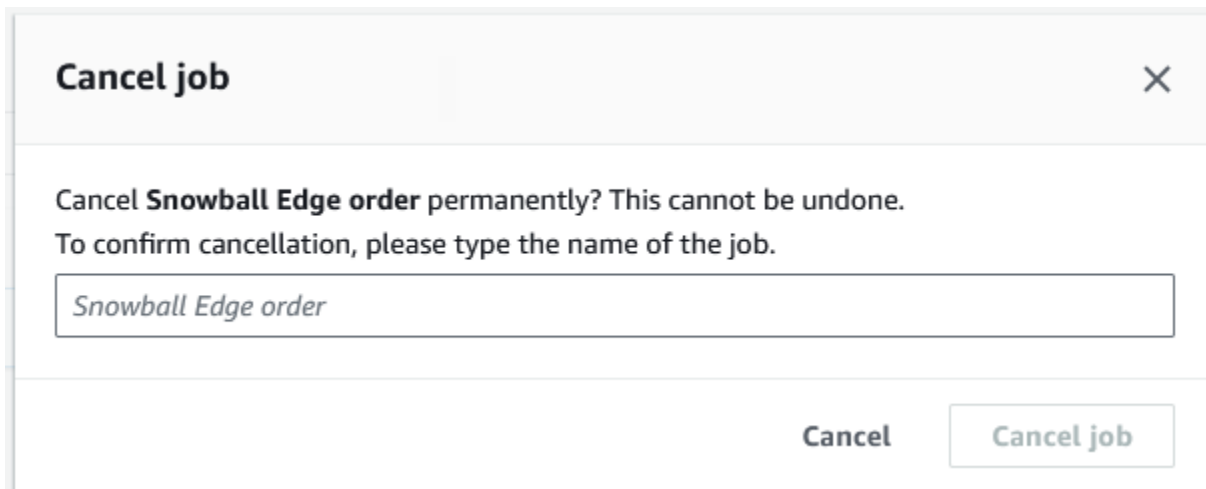 Cancel job
Cancel Snowball Edge order permanently? This cannot be undone.
To confirm cancellation, please type the name of the job.
Snowball Edge order
Cancel
Cancel job